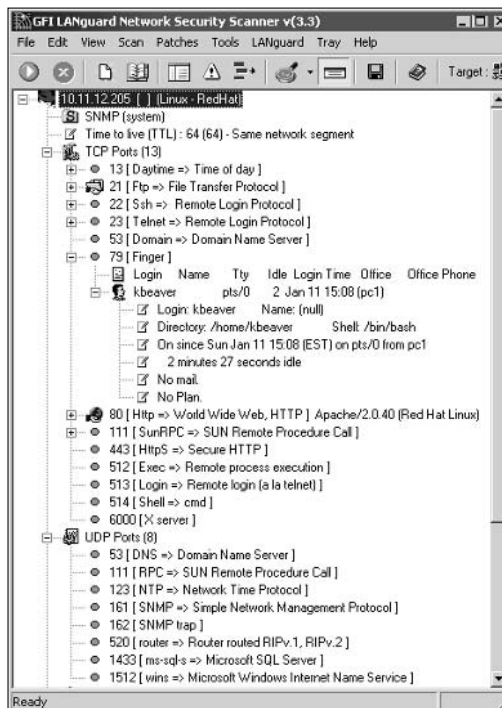 GFI LANguard Network Security Scanner v(3.3)
File Edit View Scan Patches Tools LANguard Tray Help
Target :
10.11.12.205 [ ] (Linux - RedHat)
SNMP (system)
Time to live (TTL) : 64 (64) - Same network segment
TCP Ports (13)
13 [ Daytime => Time of day ]
21 [ Ftp => File Transfer Protocol ]
22 [ Ssh => Remote Login Protocol ]
23 [ Telnet => Remote Login Protocol ]
53 [ Domain => Domain Name Server ]
79 [ Finger ]
Login Name Tty Idle Login Time Office Office Phone
kbeaver pts/0 2 Jan 11 15:08 (pc1)
Login: kbeaver Name: (null)
Directory: /home/kbeaver Shell: /bin/bash
On since Sun Jan 11 15:08 (EST) on pts/0 from pc1
2 minutes 27 seconds idle
No mail.
No Plan.
80 [ Http => World Wide Web, HTTP ] Apache/2.0.40 (Red Hat Linux)
111 [ SunRPC => SUN Remote Procedure Call ]
443 [ HttpS => Secure HTTP ]
512 [ Exec => Remote process execution ]
513 [ Login => Remote login (a la telnet) ]
514 [ Shell => cmd ]
6000 [ X server ]
UDP Ports (8)
53 [ DNS => Domain Name Server ]
111 [ RPC => SUN Remote Procedure Call ]
123 [ NTP => Network Time Protocol ]
161 [ SNMP => Simple Network Management Protocol ]
162 [ SNMP trap ]
520 [ router => Router routed RIPv.1, RIPv.2 ]
1433 [ ms-sql-s => Microsoft SQL Server ]
1512 [ wins => Microsoft Windows Internet Name Service ]
Ready